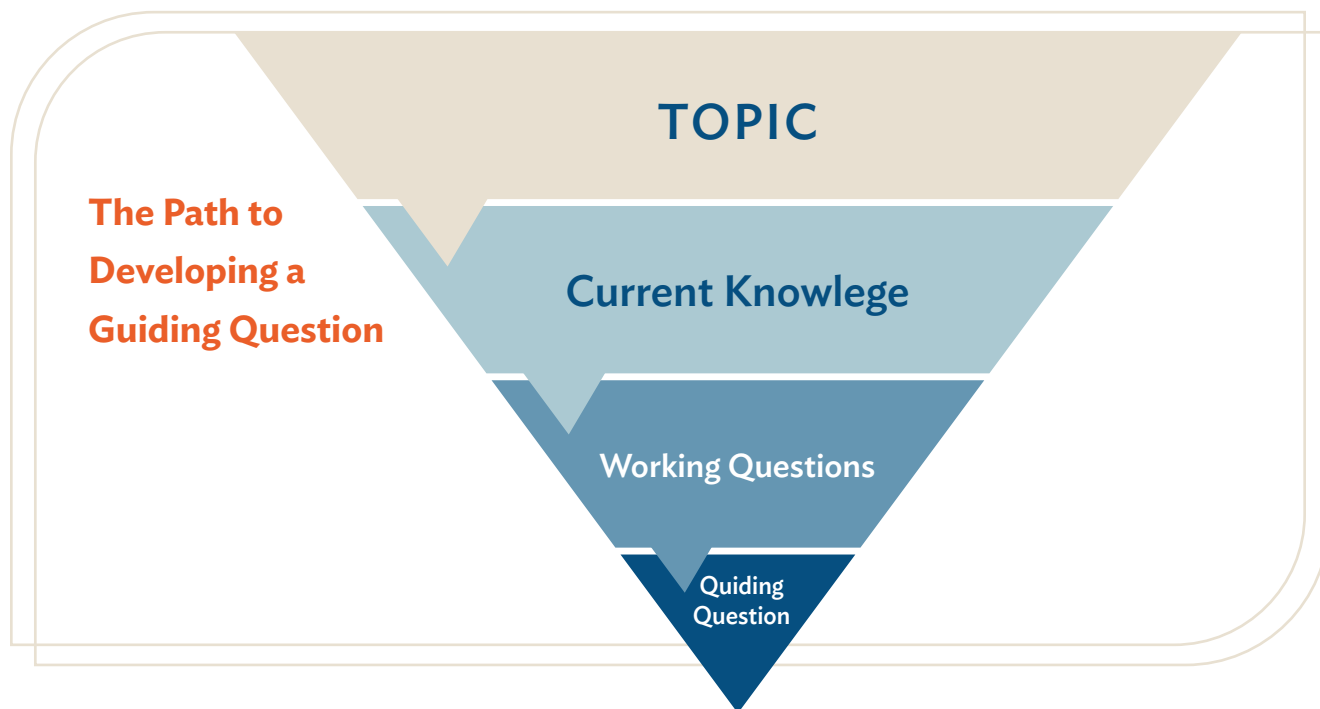 TOPIC
The Path to
Developing a
Guiding Question
Current Knowlege
Working Questions
Quiding
Question